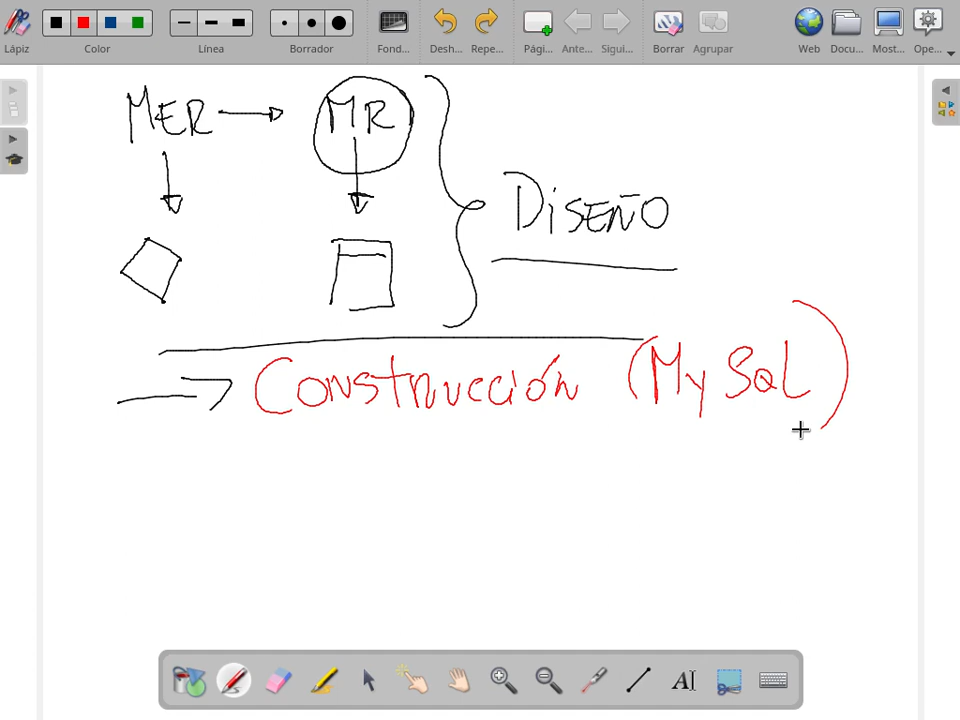 Lápiz Color Línea Borrador Fond... Desh... Repe... Pági... Ante... Sigui... Borrar Agrupar Web Docu... Most... Ope...
MER MR
DISEÑO
Construcción (MySqL)
AI